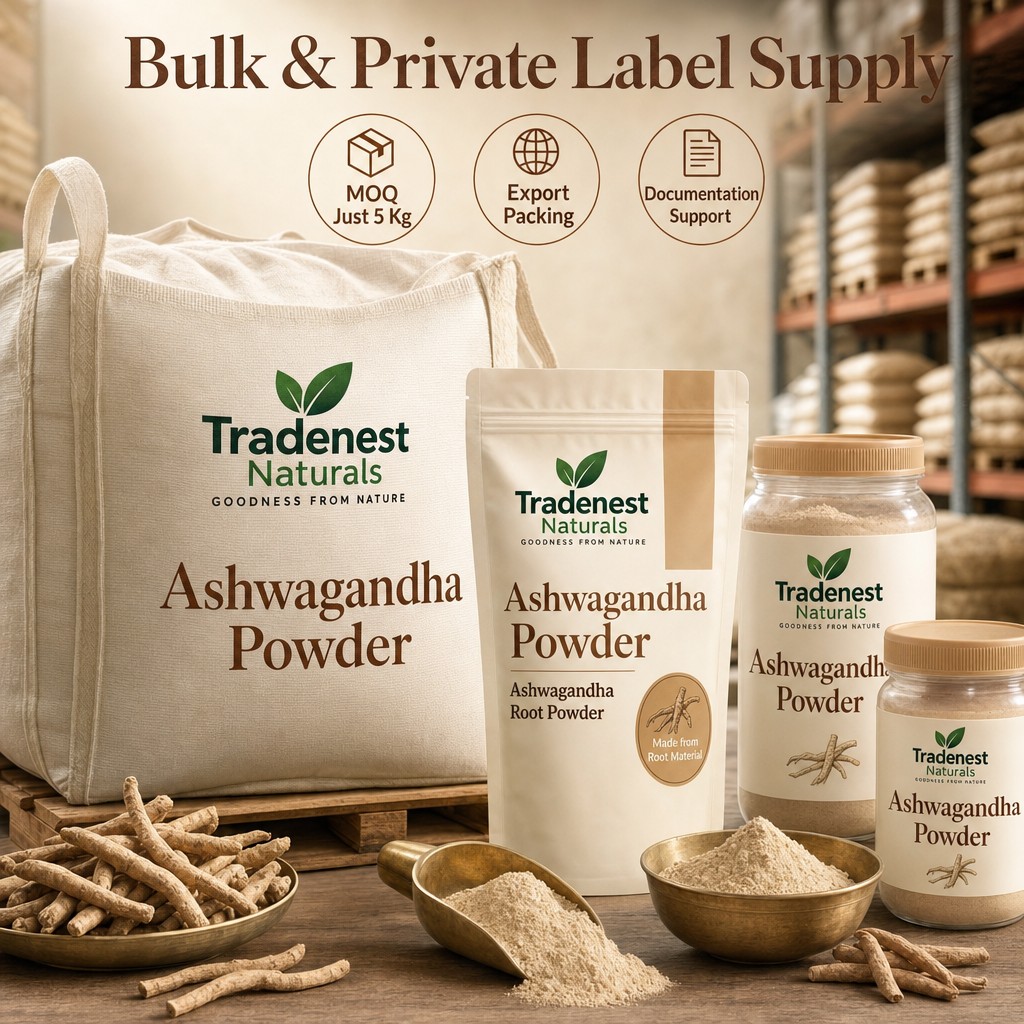 Bulk & Private Label Supply
MOQ
Just 5 Kg
Export
Packing
Documentation
Support
Tradenest
Naturals
GOODNESS FROM NATURE
Ashwagandha
Powder
Tradenest
Naturals
GOODNESS FROM NATURE
Ashwagandha
Powder
Ashwagandha
Root Powder
Made from
Root Material
Tradenest
Naturals
GOODNESS FROM NATURE
Ashwagandha
Powder
Tradenest
Naturals
GOODNESS FROM NATURE
Ashwagandha
Powder